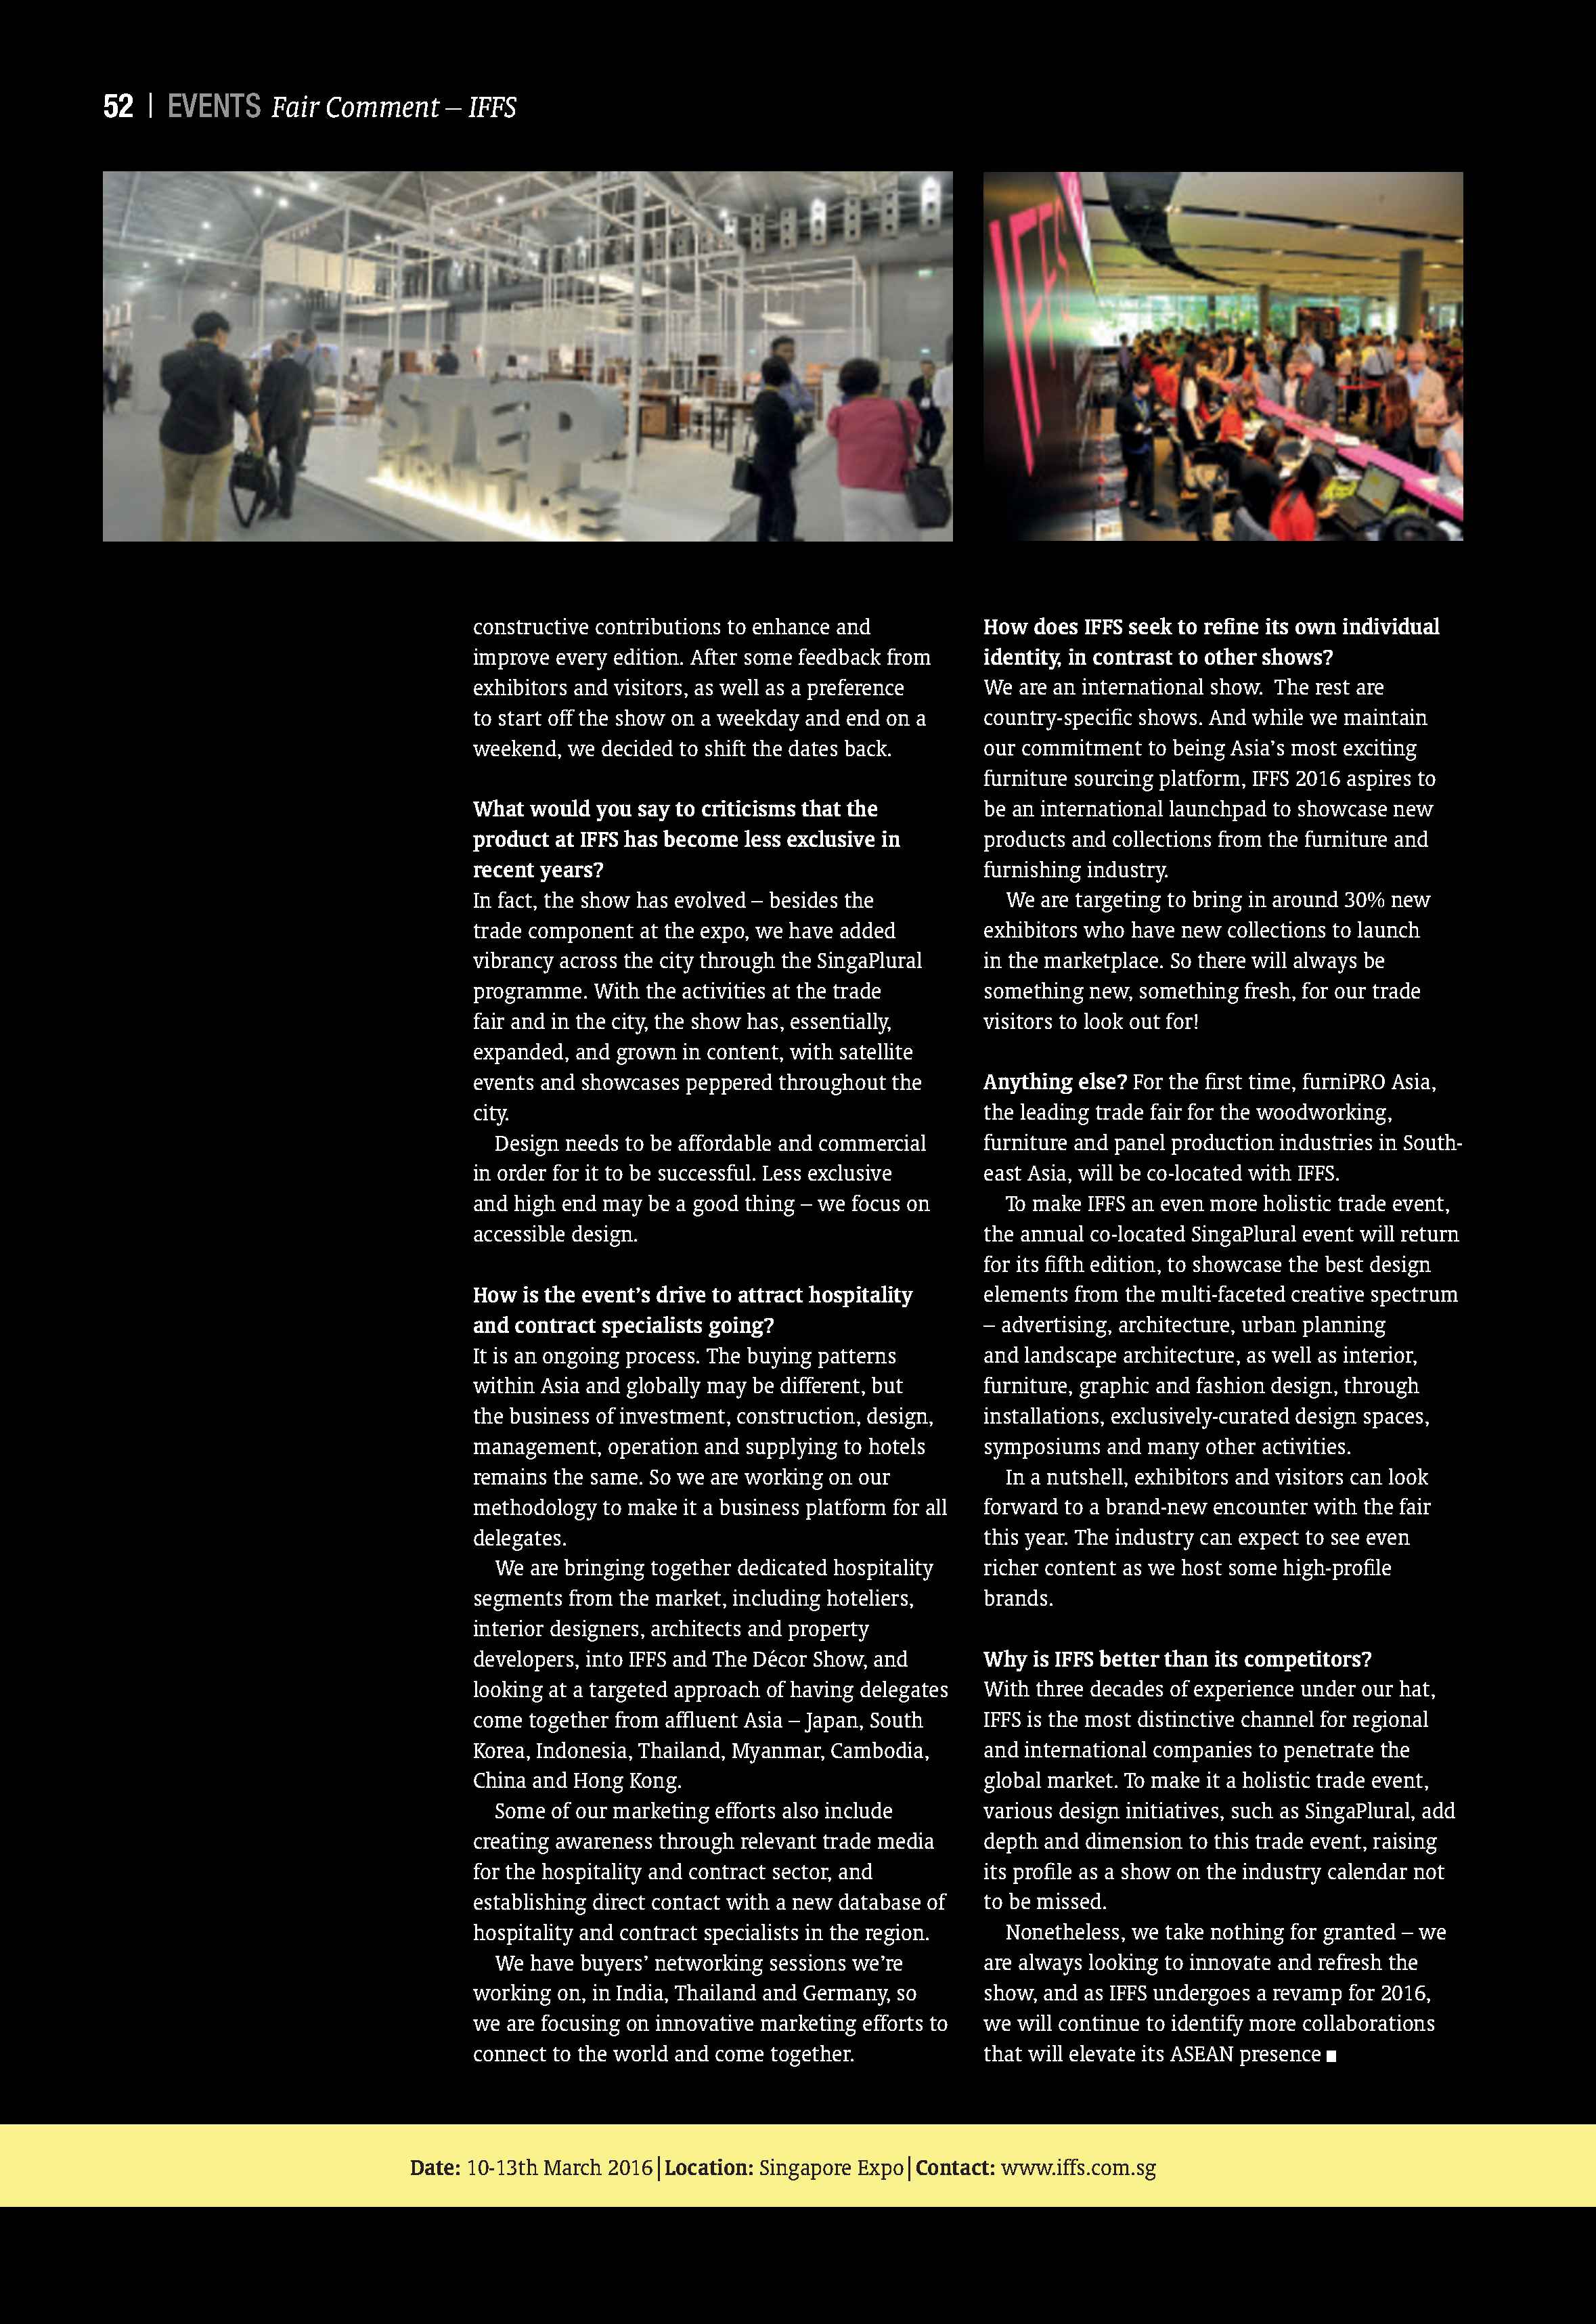 52 | EVENTS Fair Comment – IFFS
STEP
IFFS
constructive contributions to enhance and
improve every edition. After some feedback from
exhibitors and visitors, as well as a preference
to start off the show on a weekday and end on a
weekend, we decided to shift the dates back.
What would you say to criticisms that the
product at IFFS has become less exclusive in
recent years?
In fact, the show has evolved – besides the
trade component at the expo, we have added
vibrancy across the city through the SingaPlural
programme. With the activities at the trade
fair and in the city, the show has, essentially,
expanded, and grown in content, with satellite
events and showcases peppered throughout the
city.
Design needs to be affordable and commercial
in order for it to be successful. Less exclusive
and high end may be a good thing – we focus on
accessible design.
How is the event’s drive to attract hospitality
and contract specialists going?
It is an ongoing process. The buying patterns
within Asia and globally may be different, but
the business of investment, construction, design,
management, operation and supplying to hotels
remains the same. So we are working on our
methodology to make it a business platform for all
delegates.
We are bringing together dedicated hospitality
segments from the market, including hoteliers,
interior designers, architects and property
developers, into IFFS and The Décor Show, and
looking at a targeted approach of having delegates
come together from affluent Asia – Japan, South
Korea, Indonesia, Thailand, Myanmar, Cambodia,
China and Hong Kong.
Some of our marketing efforts also include
creating awareness through relevant trade media
for the hospitality and contract sector, and
establishing direct contact with a new database of
hospitality and contract specialists in the region.
We have buyers’ networking sessions we’re
working on, in India, Thailand and Germany, so
we are focusing on innovative marketing efforts to
connect to the world and come together.
How does IFFS seek to refine its own individual
identity, in contrast to other shows?
We are an international show. The rest are
country-specific shows. And while we maintain
our commitment to being Asia’s most exciting
furniture sourcing platform, IFFS 2016 aspires to
be an international launchpad to showcase new
products and collections from the furniture and
furnishing industry.
We are targeting to bring in around 30% new
exhibitors who have new collections to launch
in the marketplace. So there will always be
something new, something fresh, for our trade
visitors to look out for!
Anything else? For the first time, furniPRO Asia,
the leading trade fair for the woodworking,
furniture and panel production industries in South-
east Asia, will be co-located with IFFS.
To make IFFS an even more holistic trade event,
the annual co-located SingaPlural event will return
for its fifth edition, to showcase the best design
elements from the multi-faceted creative spectrum
– advertising, architecture, urban planning
and landscape architecture, as well as interior,
furniture, graphic and fashion design, through
installations, exclusively-curated design spaces,
symposiums and many other activities.
In a nutshell, exhibitors and visitors can look
forward to a brand-new encounter with the fair
this year. The industry can expect to see even
richer content as we host some high-profile
brands.
Why is IFFS better than its competitors?
With three decades of experience under our hat,
IFFS is the most distinctive channel for regional
and international companies to penetrate the
global market. To make it a holistic trade event,
various design initiatives, such as SingaPlural, add
depth and dimension to this trade event, raising
its profile as a show on the industry calendar not
to be missed.
Nonetheless, we take nothing for granted – we
are always looking to innovate and refresh the
show, and as IFFS undergoes a revamp for 2016,
we will continue to identify more collaborations
that will elevate its ASEAN presence ■
Date: 10-13th March 2016|Location: Singapore Expo|Contact: www.iffs.com.sg